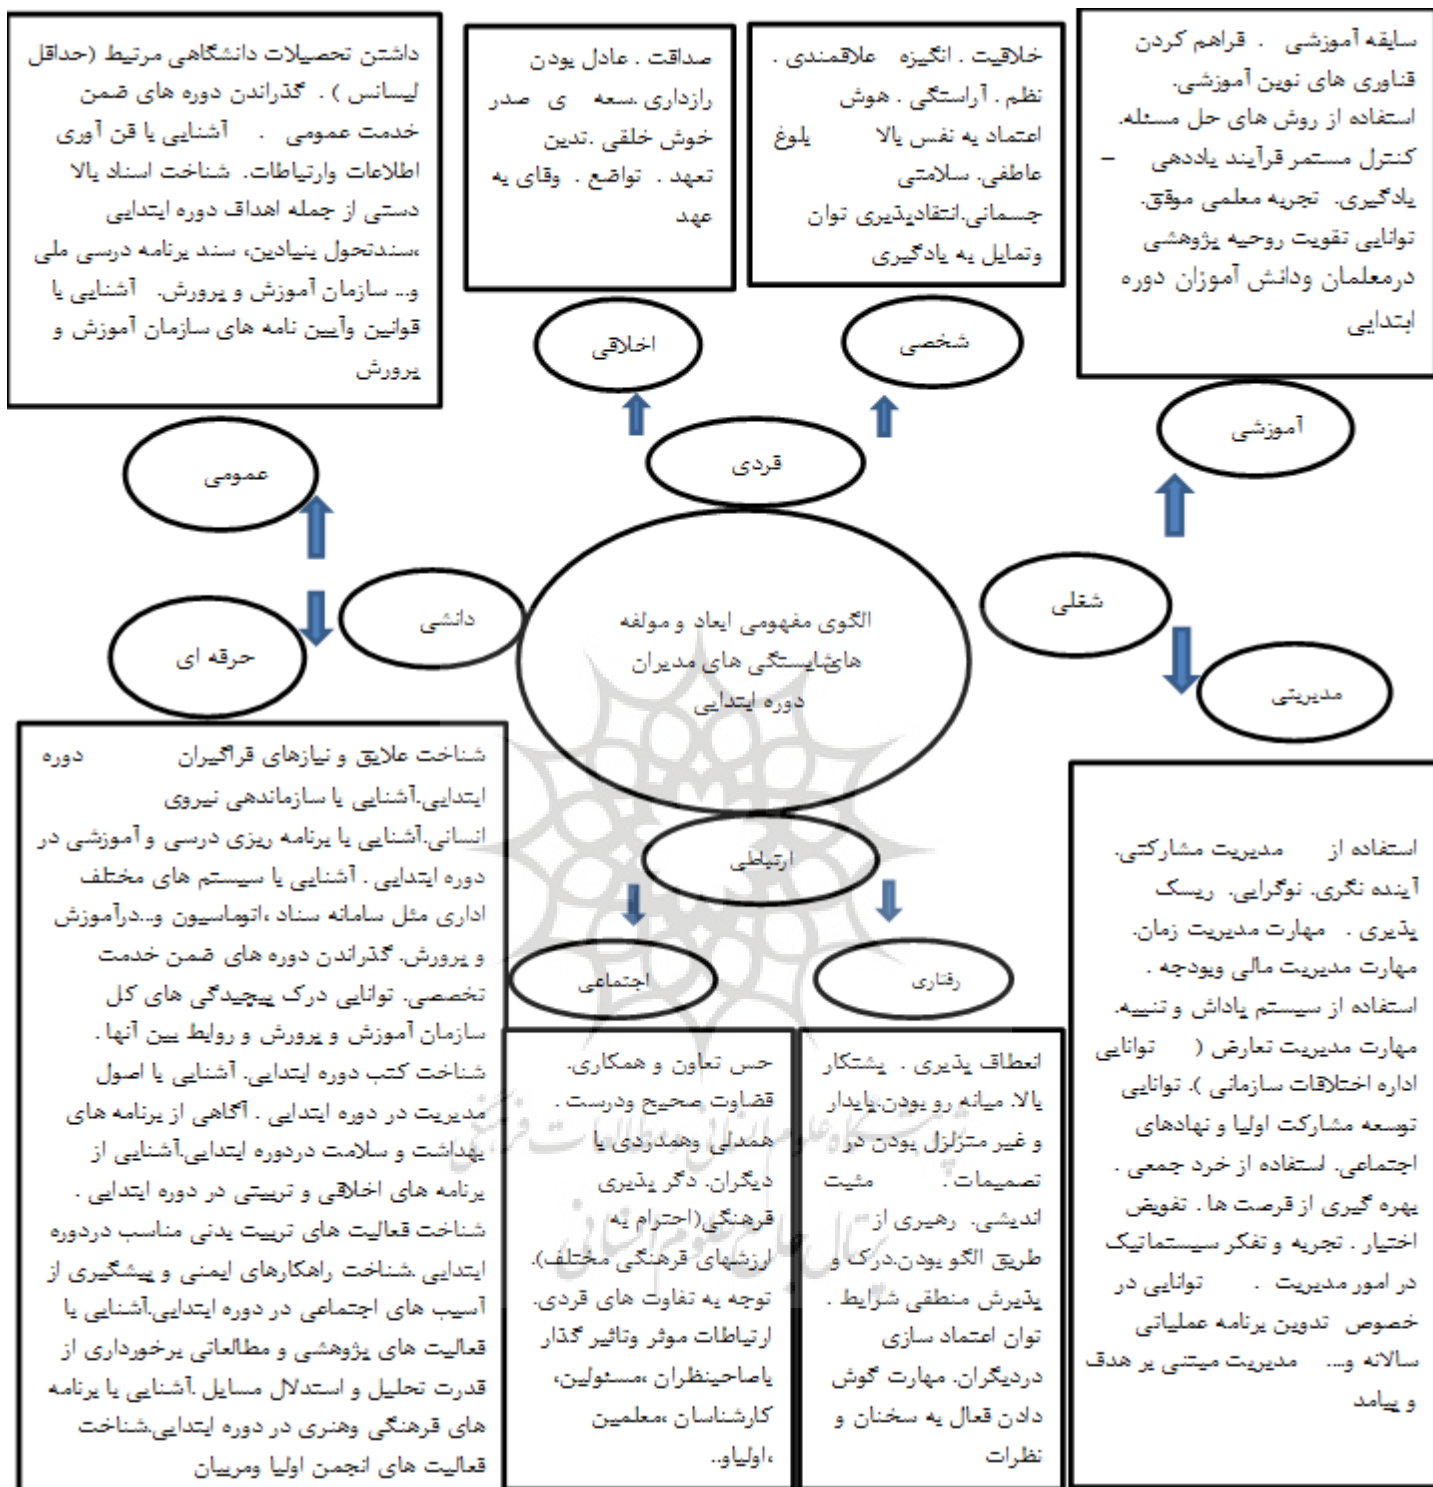 سابقه آموزشی . فراهم کردن
فناوری های نوین آموزشی.
استفاده از روش های حل مسئله.
کنترل مستمر فرآیند یاددهی –
یادگیری. تجربه معلمی موفق.
توانایی تقویت روحیه پژوهشی
درمعلمان ودانش آموزان دوره
ابتدایی
خلاقیت . انگیزه علاقمندی .
نظم . آراستگی . هوش
اعتماد به نفس بالا بلوغ
عاطفی. سلامتی
جسمانی.انتقادپذیری توان
وتمایل به یادگیری
صداقت . عادل بودن
رازداری .سعه ی صدر
خوش خلقی .تدین
تعهد . تواضع . وفای به
عهد
داشتن تحصیلات دانشگاهی مرتبط (حداقل
لیسانس ) . گذراندن دوره های ضمن
خدمت عمومی . آشنایی با فن آوری
اطلاعات وارتباطات. شناخت اسناد بالا
دستی از جمله اهداف دوره ابتدایی
،سندتحول بنیادین، سند برنامه درسی ملی
و... سازمان آموزش و پرورش. آشنایی با
قوانین وآیین نامه های سازمان آموزش و
پرورش
آموزشی
شخصی
اخلاقی
عمومی
فردی
شغلی
دانشی
حرفه ای
مدیریتی
الگوی مفهومی ابعاد و مولفه
های‌شایستگی های مدیران
دوره ابتدایی
ارتباطی
رفتاری
اجتماعی
استفاده از مدیریت مشارکتی.
آینده نگری. نوگرایی. ریسک
پذیری . مهارت مدیریت زمان.
مهارت مدیریت مالی وبودجه .
استفاده از سیستم پاداش و تنبیه.
مهارت مدیریت تعارض ( توانایی
اداره اختلافات سازمانی ). توانایی
توسعه مشارکت اولیا و نهادهای
اجتماعی. استفاده از خرد جمعی .
بهره گیری از فرصت ها . تفویض
اختیار . تجربه و تفکر سیستماتیک
در امور مدیریت . توانایی در
خصوص تدوین برنامه عملیاتی
سالانه و... مدیریت مبتنی بر هدف
و پیامد
انعطاف پذیری . پشتکار
بالا. میانه رو بودن.پایدار
و غیر متزلزل بودن در
تصمیمات . مثبت
اندیشی. رهبری از
طریق الگو بودن.درک و
پذیرش منطقی شرایط .
توان اعتماد سازی
دردیگران. مهارت گوش
دادن فعال به سخنان و
نظرات
حس تعاون و همکاری.
قضاوت صحیح ودرست .
همدلی وهمدردی با
دیگران. دگر پذیری
فرهنگی(احترام به
ارزشهای فرهنگی مختلف).
توجه به تفاوت های فردی.
ارتباطات موثر وتاثیر گذار
باصاحبنظران ،مسئولین،
کارشناسان ،معلمین
،اولیاو..
شناخت علایق و نیازهای فراگیران دوره
ابتدایی.آشنایی با سازماندهی نیروی
انسانی.آشنایی با برنامه ریزی درسی و آموزشی در
دوره ابتدایی . آشنایی با سیستم های مختلف
اداری مثل سامانه سناد ،اتوماسیون و...درآموزش
و پرورش. گذراندن دوره های ضمن خدمت
تخصصی. توانایی درک پیچیدگی های کل
سازمان آموزش و پرورش و روابط بین آنها .
شناخت کتب دوره ابتدایی. آشنایی با اصول
مدیریت در دوره ابتدایی . آگاهی از برنامه های
بهداشت و سلامت دردوره ابتدایی.آشنایی از
برنامه های اخلاقی و تربیتی در دوره ابتدایی .
شناخت فعالیت های تربیت بدنی مناسب دردوره
ابتدایی .شناخت راهکارهای ایمنی و پیشگیری از
آسیب های اجتماعی در دوره ابتدایی.آشنایی با
فعالیت های پژوهشی و مطالعاتی برخورداری از
قدرت تحلیل و استدلال مسایل .آشنایی با برنامه
های فرهنگی وهنری در دوره ابتدایی.شناخت
فعالیت های انجمن اولیا ومربیان
پژوهشگاه علوم انسانی و مطالعات فرهنگی
پرتال جامع علوم انسانی